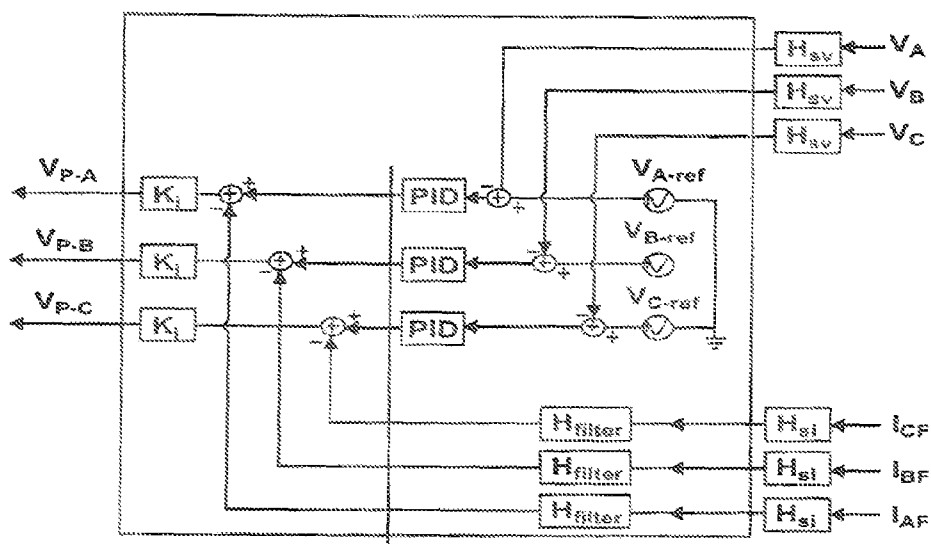 H_sv V_A
H_sv V_B
H_sv V_C
V_P-A K_i + - PID - + V_A-ref
V_P-B K_i + - PID - + V_B-ref
V_P-C K_i + - PID - + V_C-ref
H_filter H_si I_CF
H_filter H_si I_BF
H_filter H_si I_AF